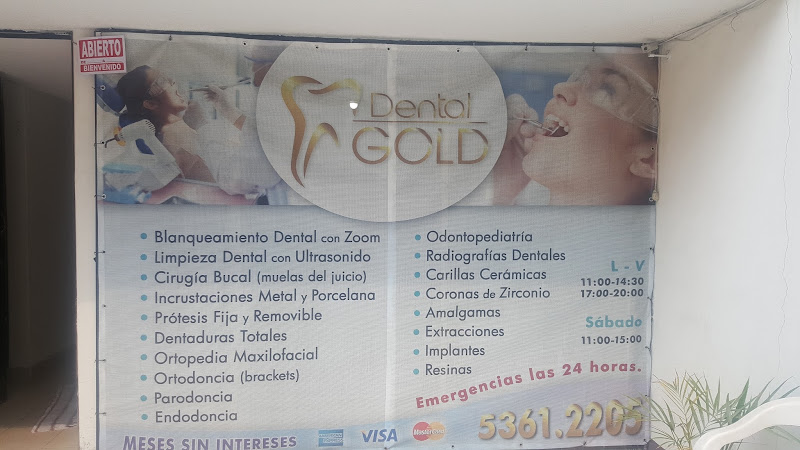 ABIERTO
BIENVENIDO
Dental
GOLD
• Blanqueamiento Dental con Zoom
• Limpieza Dental con Ultrasonido
• Cirugía Bucal (muelas del juicio)
• Incrustaciones Metal y Porcelana
• Prótesis Fija y Removible
• Dentaduras Totales
• Ortopedia Maxilofacial
• Ortodoncia (brackets)
• Parodoncia
• Endodoncia
• Odontopediatría
• Radiografías Dentales
• Carillas Cerámicas
• Coronas de Zirconio
• Amalgamas
• Extracciones
• Implantes
• Resinas
L - V
11:00-14:30
17:00-20:00
Sábado
11:00-15:00
Emergencias las 24 horas.
MESES SIN INTERESES
VISA
MasterCard
5361.2205